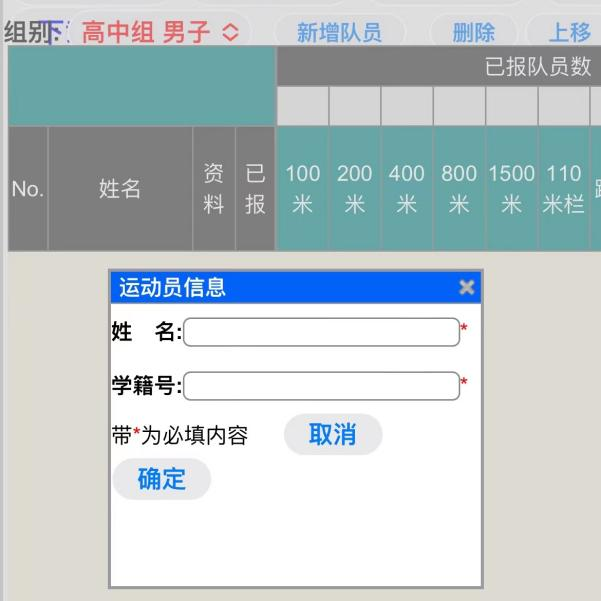 组别: 高中组 男子 新增队员 删除 上移
已报队员数
No. 姓名 资料 已报 100米 200米 400米 800米 1500米 110米栏
运动员信息
姓 名: *
学籍号: *
带*为必填内容 取消
确定